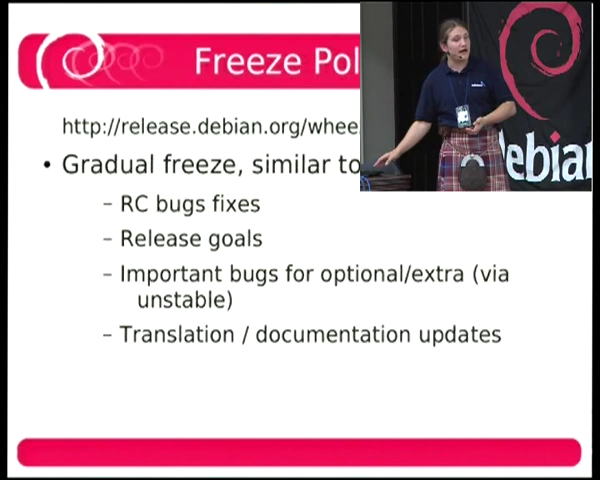 Freeze Pol
http://release.debian.org/whee
• Gradual freeze, similar to
– RC bugs fixes
– Release goals
– Important bugs for optional/extra (via
unstable)
– Translation / documentation updates
debian